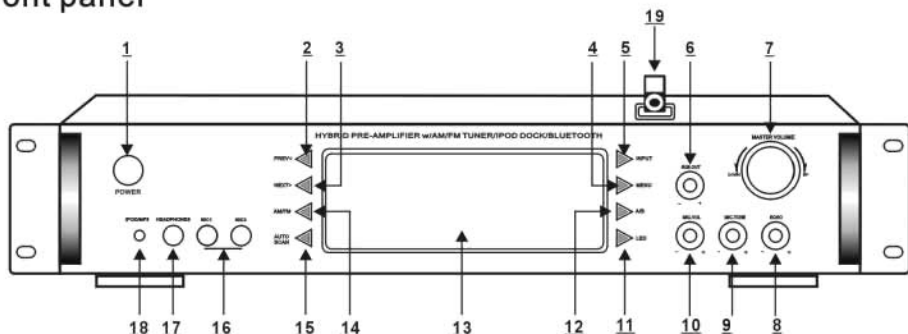 ont panel
1 2 3 4 5 19 6 7
HYBRID PRE-AMPLIFIER w/AM/FM TUNER/IPOD DOCK/BLUETOOTH
MASTER VOLUME
PREV< INPUT
SUB OUT
DOWN UP
POWER
NEXT> MENU
- +
IPOD/MP3 HEADPHONES MIC1 MIC2
AM/FM A/B
MIC.VOL MIC.TONE ECHO
AUTO
SCAN
LED
- + - + - +
18 17 16 15 14 13 12 11 10 9 8